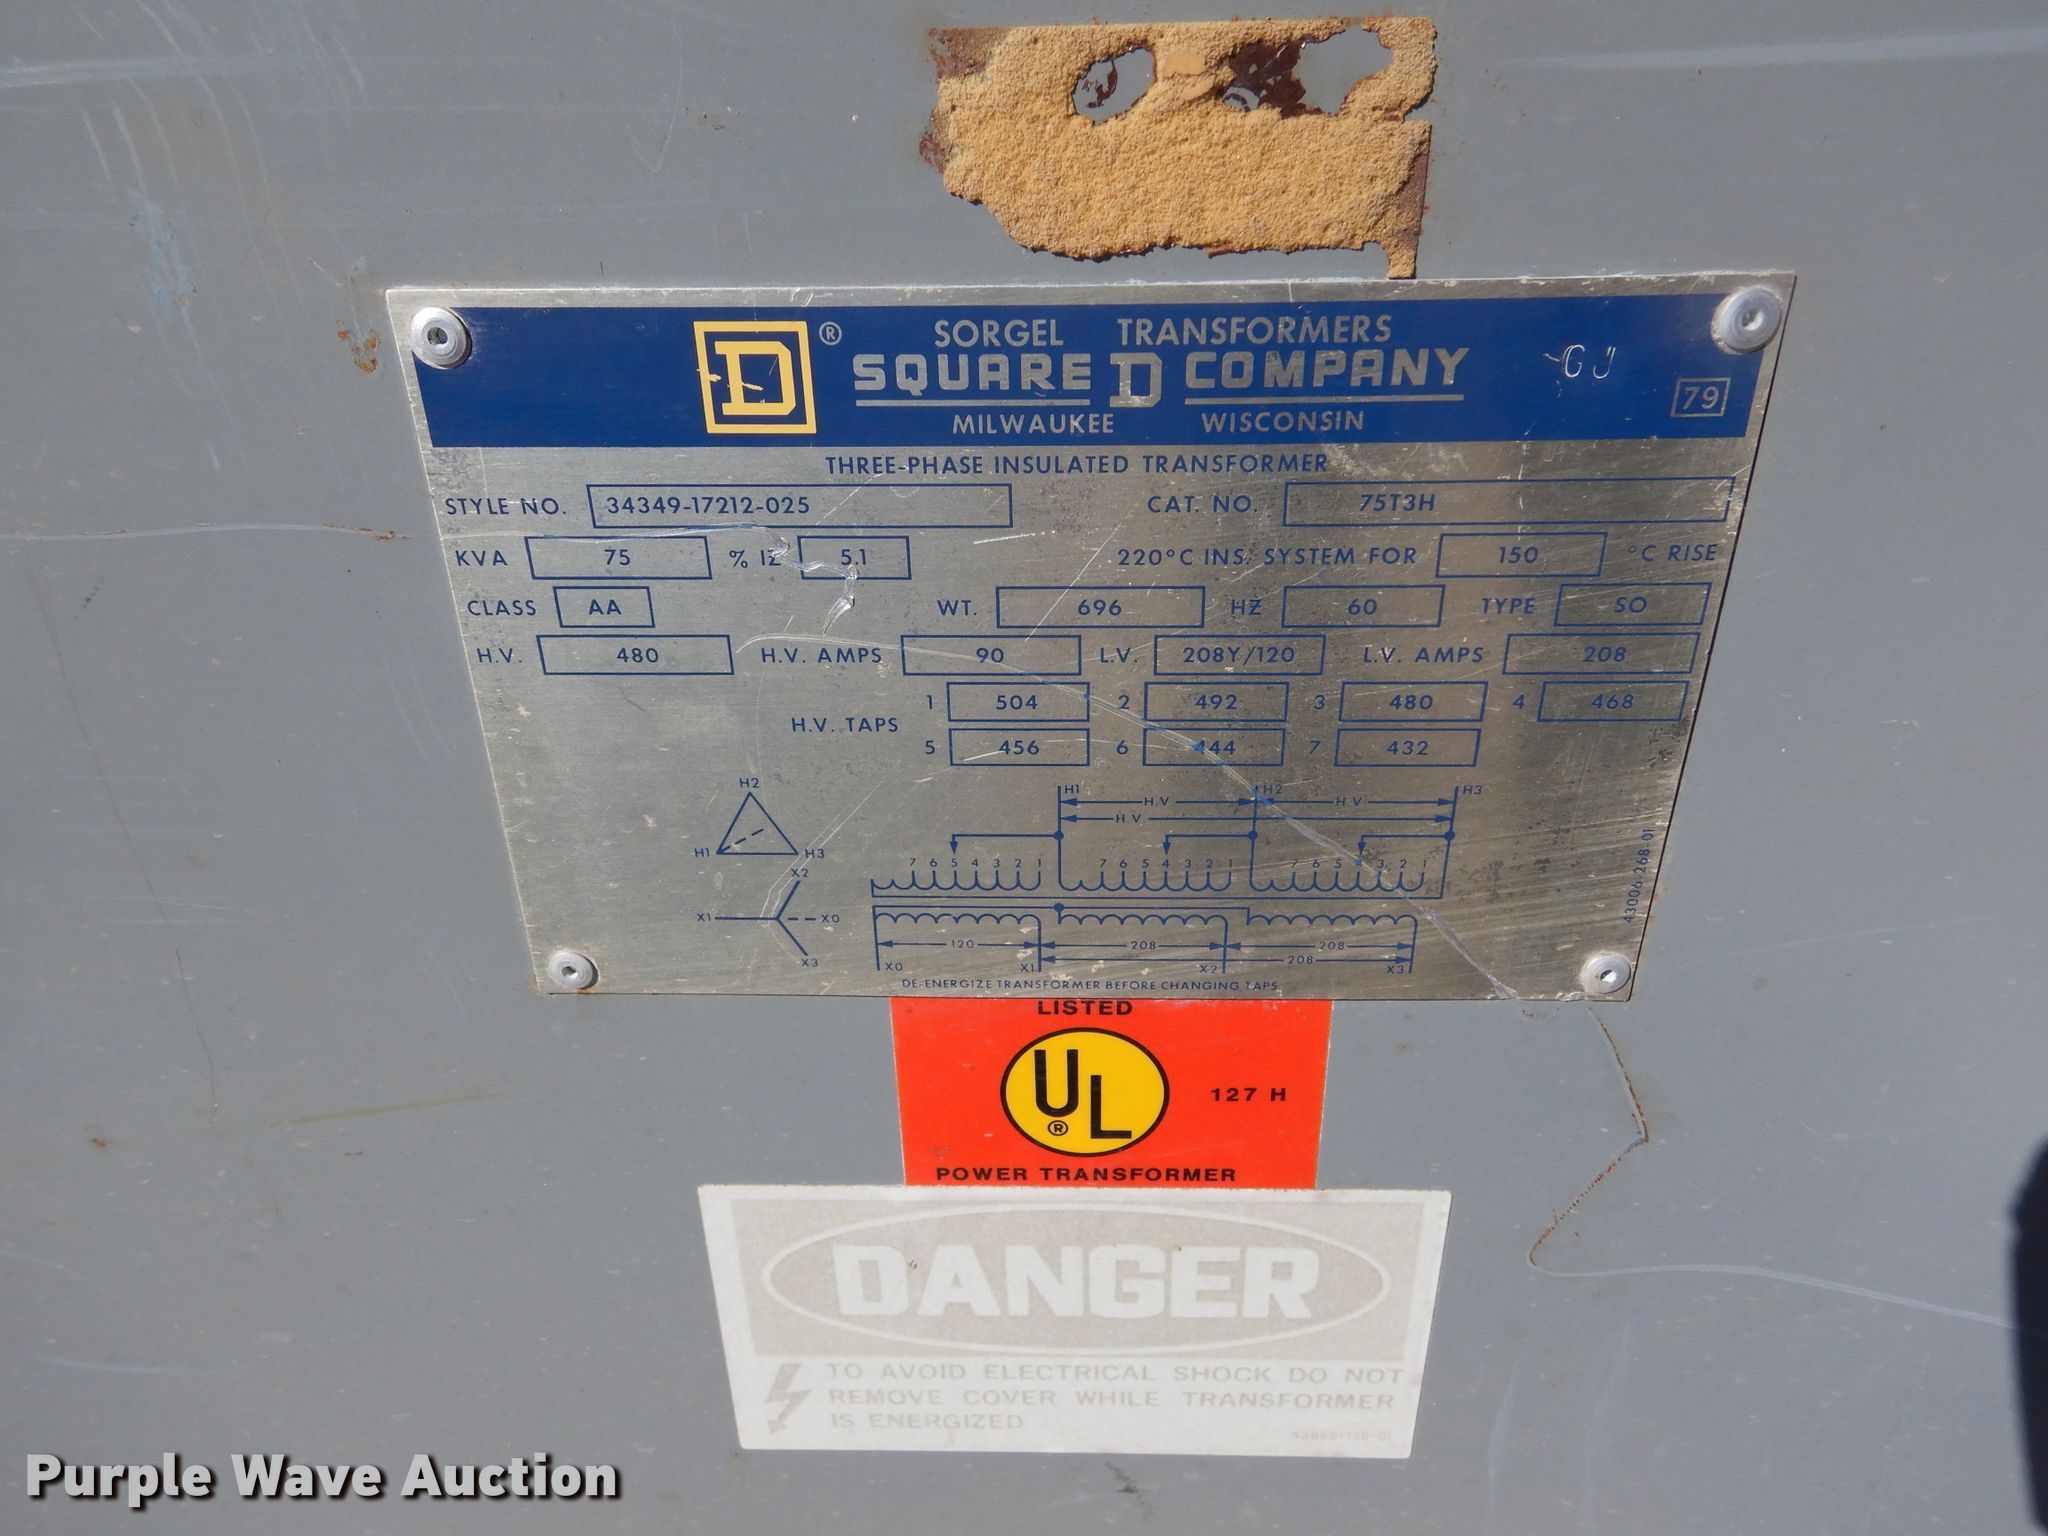 SORGEL TRANSFORMERS
D ® SQUARE D COMPANY GJ
MILWAUKEE WISCONSIN 79
THREE-PHASE INSULATED TRANSFORMER
STYLE NO. 34349-17212-025 CAT. NO. 75T3H
KVA 75 % IZ 5.1 220°C INS. SYSTEM FOR 150 °C RISE
CLASS AA WT. 696 HZ 60 TYPE SO
H.V. 480 H.V. AMPS 90 L.V. 208Y/120 L.V. AMPS 208
H.V. TAPS 1 504 2 492 3 480 4 468
5 456 6 444 7 432
H2
H1 H3
X2
X1 X0
X3
H1 H2 H3
H.V H.V
H.V
7 6 5 4 3 2 1 7 6 5 4 3 2 1 7 6 5 4 3 2 1
120 208 208
208
X0 X1 X2 X3
DE-ENERGIZE TRANSFORMER BEFORE CHANGING TAPS
43006-268-01
LISTED
UL ® 127 H
POWER TRANSFORMER
DANGER
TO AVOID ELECTRICAL SHOCK DO NOT
REMOVE COVER WHILE TRANSFORMER
IS ENERGIZED
Purple Wave Auction